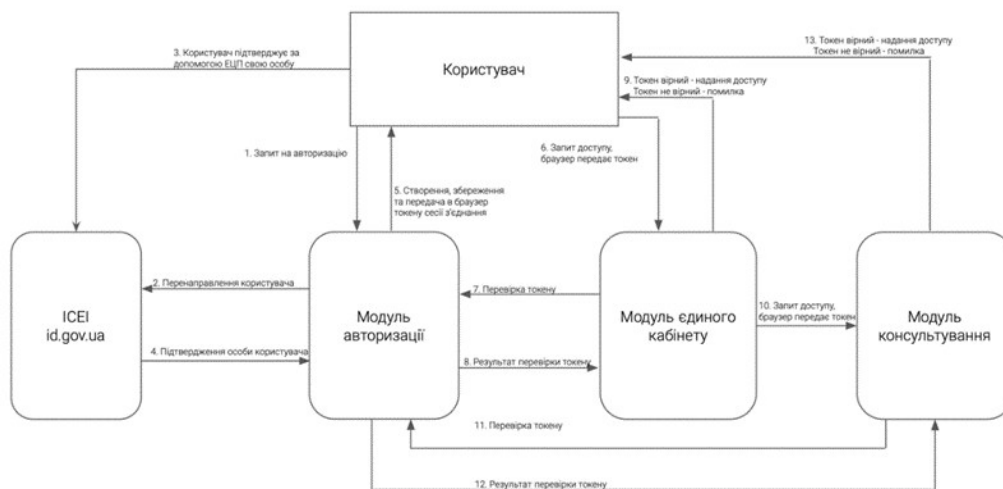 3. Користувач підтверджує за
допомогою ЕЦП свою особу
Користувач
13. Токен вірний - надання доступу
Токен не вірний - помилка
9. Токен вірний - надання доступу
Токен не вірний - помилка
1. Запит на авторизацію
6. Запит доступу,
браузер передає токен
5. Створення, збереження
та передача в браузер
токену сесії з'єднання
2. Перенаправлення користувача
7. Перевірка токену
ІСЕІ
id.gov.ua
Модуль
авторизації
Модуль єдиного
кабінету
10. Запит доступу,
браузер передає токен
Модуль
консультування
4. Підтвердження особи користувача
8. Результат перевірки токену
11. Перевірка токену
12. Результат перевірки токену